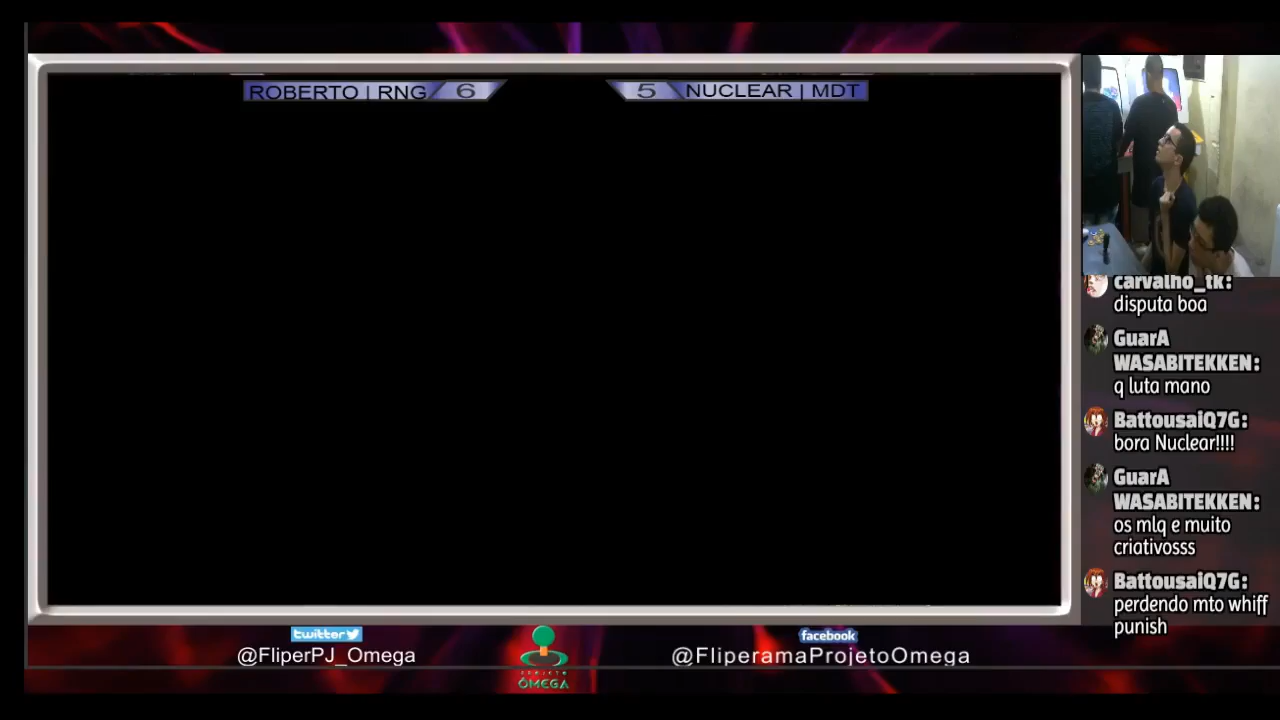 ROBERTO | RNG 6
5 NUCLEAR | MDT
carvalho_tk:
disputa boa
GuarA
WASABITEKKEN:
q luta mano
BattousaiQ7G:
bora Nuclear!!!!
GuarA
WASABITEKKEN:
os mlq e muito
criativosss
BattousaiQ7G:
perdendo mto whiff
punish
twitter
@FliperPJ_Omega
PROJETO
ÔMEGA
facebook
@FliperamaProjetoOmega